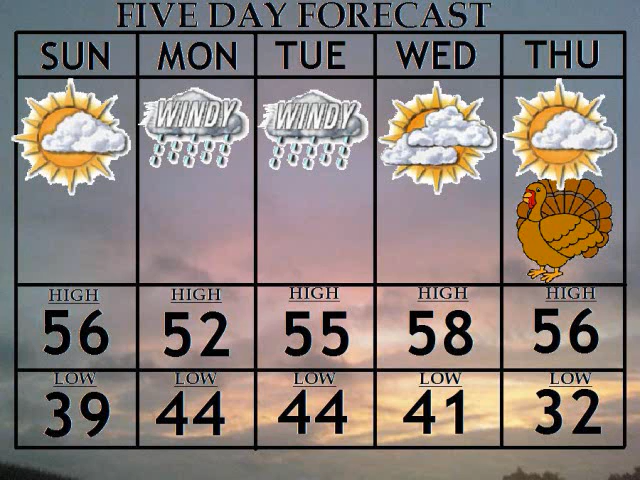 FIVE DAY FORECAST
SUN MON TUE WED THU
WINDY WINDY
HIGH HIGH HIGH HIGH HIGH
56 52 55 58 56
LOW LOW LOW LOW LOW
39 44 44 41 32